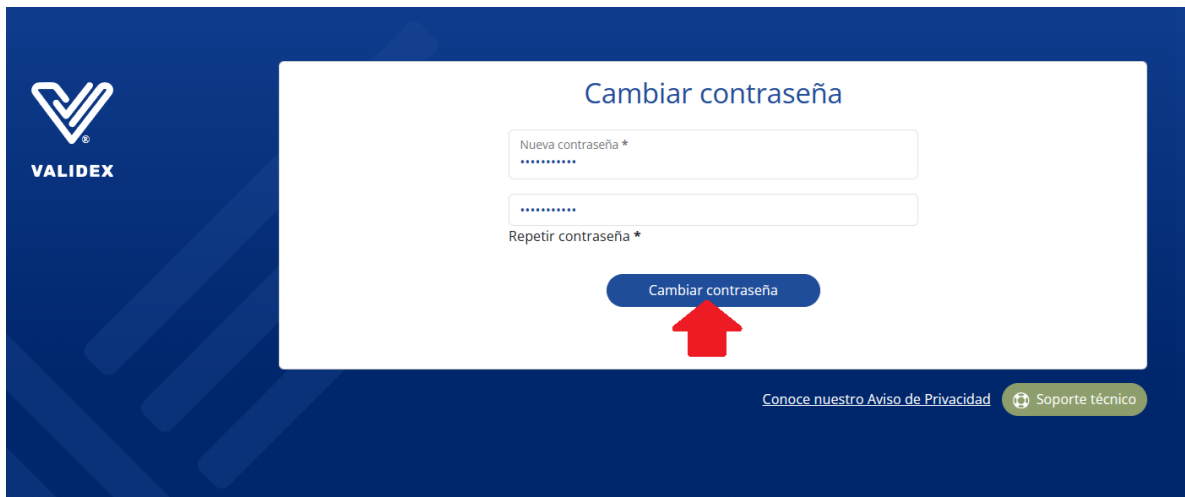 ®
VALIDEX
Cambiar contraseña
Nueva contraseña *
•••••••••••
•••••••••••
Repetir contraseña *
Cambiar contraseña
Conoce nuestro Aviso de Privacidad
Soporte técnico